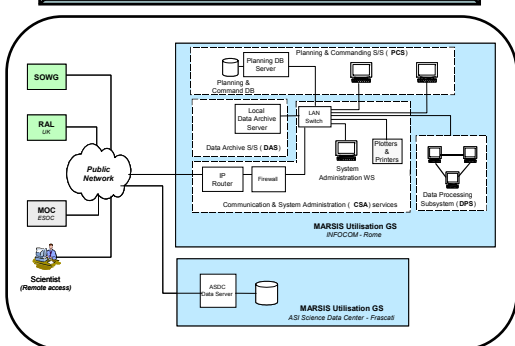 Planning & Commanding S/S ( PCS)
Planning DB
Server
Planning &
Command DB
SOWG
RAL
UK
Public
Network
MOC
ESOC
Scientist
(Remote access)
Local
Data Archive
Server
Data Archive S/S ( DAS)
LAN
Switch
Plotters
&
Printers
System
Administration WS
IP
Router
Firewall
Communication & System Administration ( CSA) services
Data Processing
Subsystem ( DPS)
MARSIS Utilisation GS
INFOCOM - Rome
ASDC
Data Server
MARSIS Utilisation GS
ASI Science Data Center - Frascati